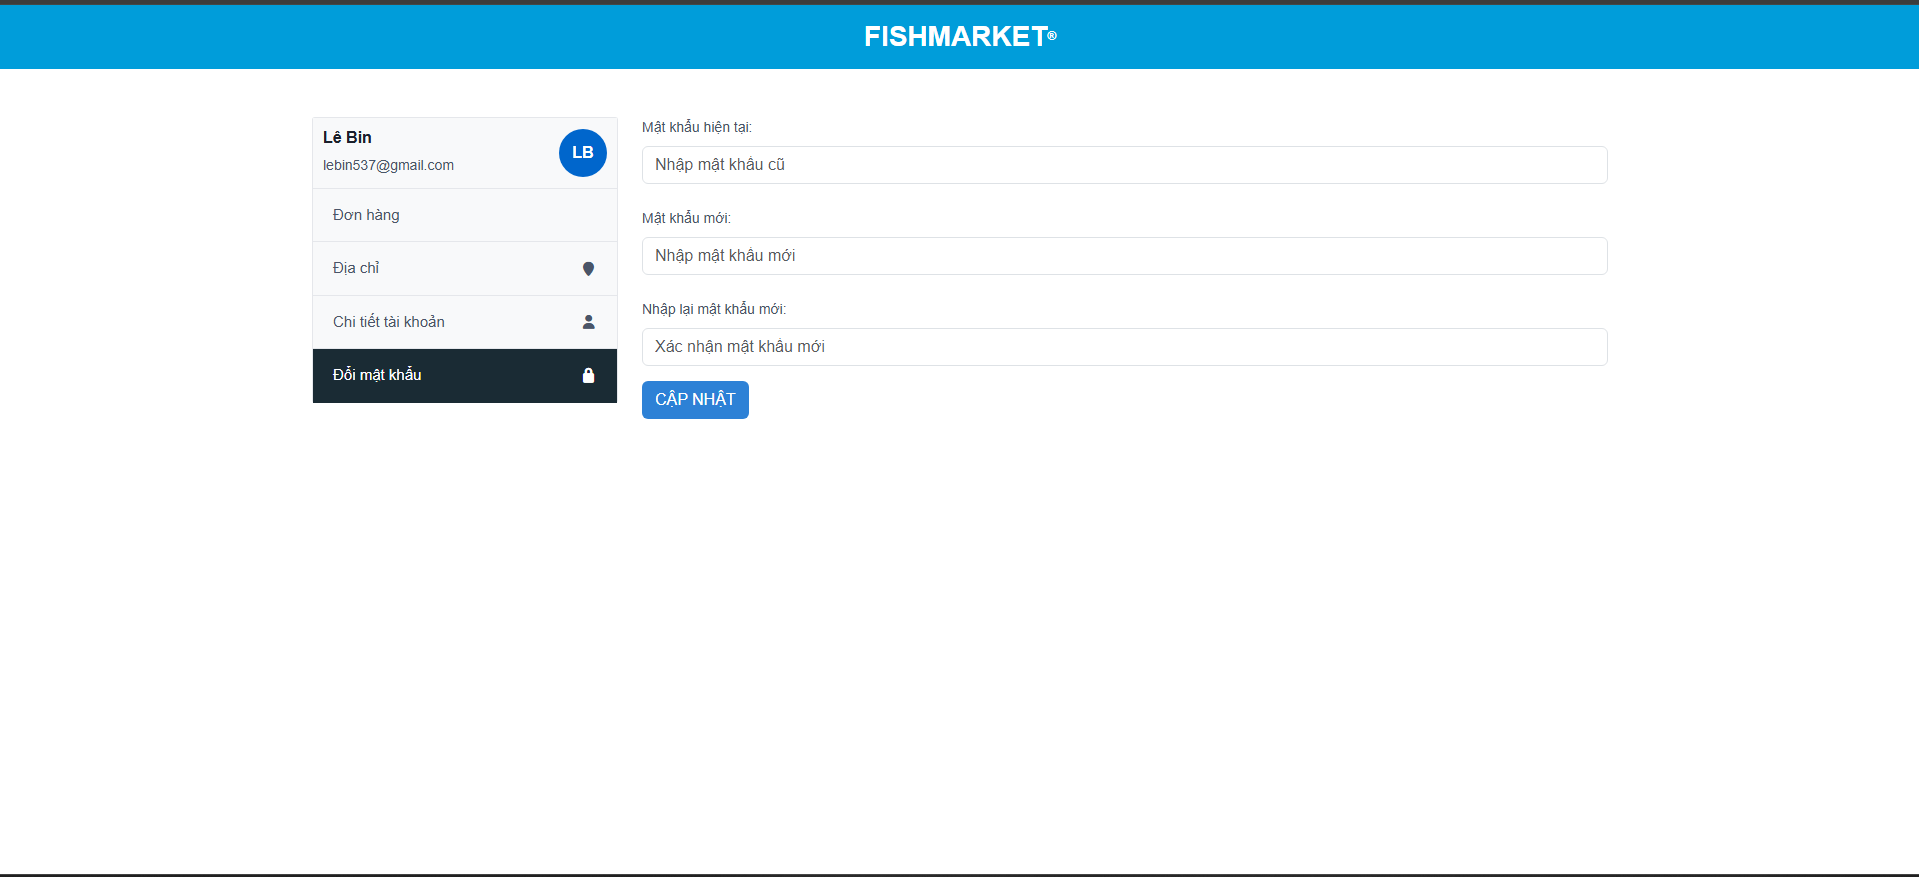 FISHMARKET®
Lê Bin
lebin537@gmail.com
LB
Đơn hàng
Địa chỉ
Chi tiết tài khoản
Đổi mật khẩu
Mật khẩu hiện tại:
Nhập mật khẩu cũ
Mật khẩu mới:
Nhập mật khẩu mới
Nhập lại mật khẩu mới:
Xác nhận mật khẩu mới
CẬP NHẬT